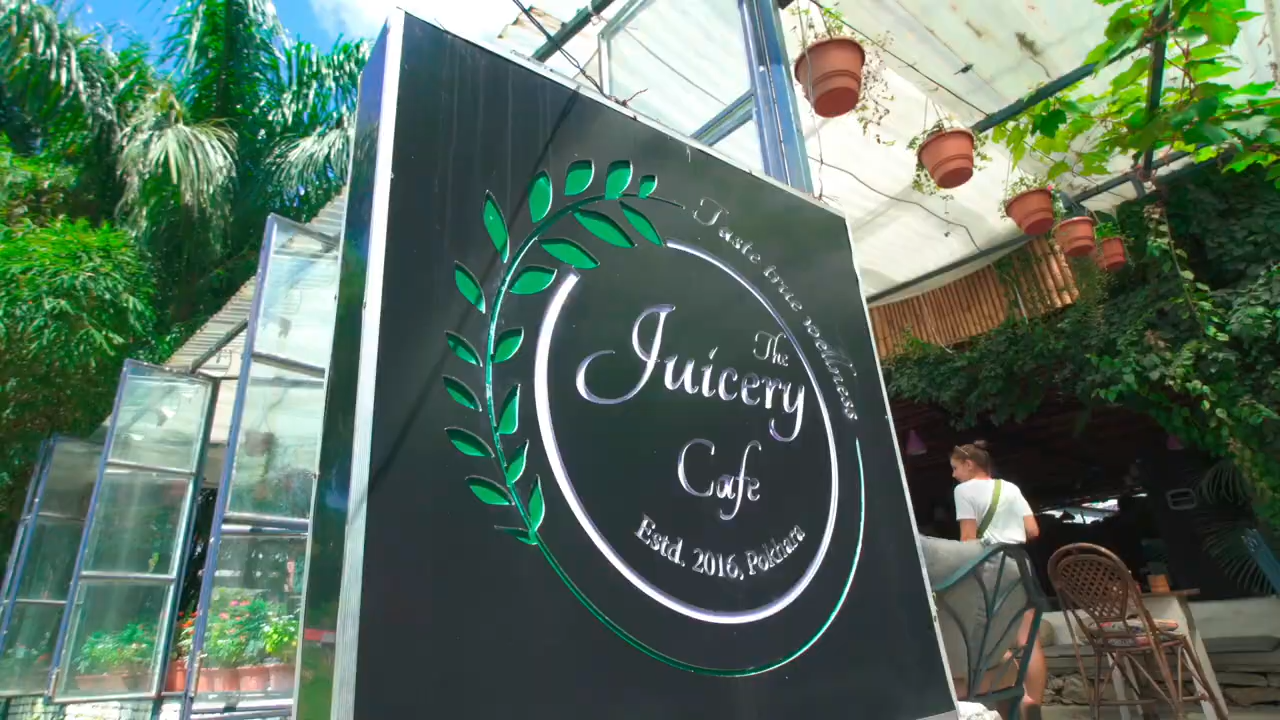 Taste true wellness
The
Juicery
Cafe
Estd. 2016, Pokhara